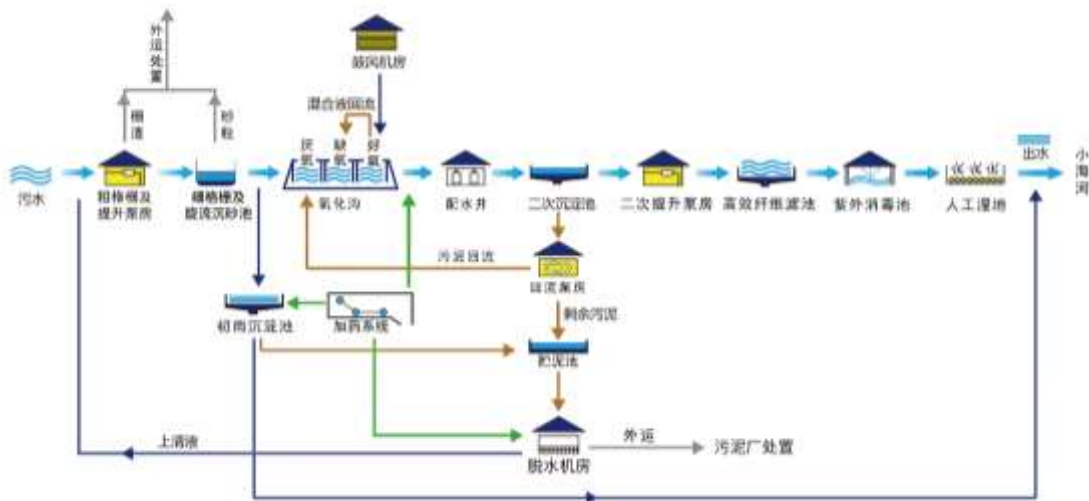 外运处置
鼓风机房
栅渣
砂粒
混合液回流
厌氧
缺氧
好氧
出水
小海河
污水
粗格栅及
提升泵房
细格栅及
旋流沉砂池
氧化沟
配水井
二次沉淀池
二次提升泵房
高效纤维滤池
紫外消毒池
人工湿地
污泥回流
回流泵房
初雨沉淀池
加药系统
剩余污泥
贮泥池
上清液
外运
脱水机房
污泥厂处置